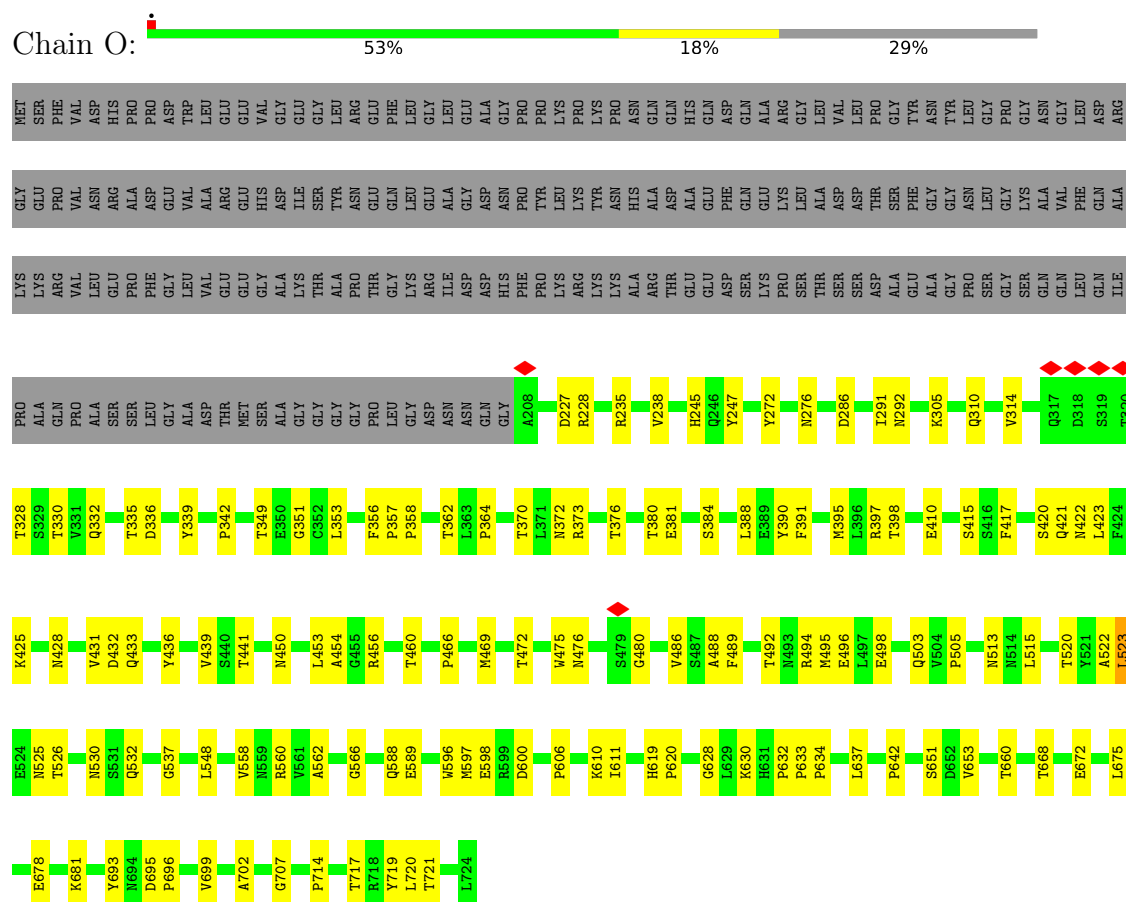 Chain O:
53% 18% 29%
MET SER PHE VAL ASP HIS PRO PRO ASP TRP LEU GLU GLU VAL GLY GLU GLY LEU ARG GLU PHE LEU GLY LEU GLU ALA GLY PRO PRO LYS PRO LYS PRO ASN GLN GLN HIS GLN ASP GLN ALA ARG GLY LEU VAL LEU PRO GLY TYR ASN TYR LEU GLY PRO GLY ASN GLY LEU ASP ARG
GLY GLU PRO VAL ASN ARG ALA ASP GLU VAL ALA ARG GLU HIS ASP ILE SER TYR ASN GLU GLN LEU GLU ALA GLY ASP ASN PRO TYR LEU LYS TYR ASN HIS ALA ASP ALA GLU PHE GLN GLU LYS LEU ALA ASP ASP THR SER PHE GLY GLY ASN LEU GLY LYS ALA VAL PHE GLN ALA
LYS LYS ARG VAL LEU GLU PRO PHE GLY LEU VAL GLU GLU GLY ALA LYS THR ALA PRO THR GLY LYS ARG ILE ASP ASP HIS PHE PRO LYS ARG LYS LYS ALA ARG THR GLU GLU ASP SER LYS PRO SER THR SER SER ASP ALA GLU ALA GLY PRO SER GLY SER GLN GLN LEU GLN ILE
PRO ALA GLN PRO ALA SER SER LEU GLY ALA ASP THR MET SER ALA GLY GLY GLY GLY PRO LEU GLY ASP ASN ASN GLN GLY A208 D227 R228 R235 V238 H245 Q246 Y247 Y272 N276 D286 I291 N292 K305 Q310 V314 Q317 D318 S319 T320
T328 S329 T330 V331 Q332 T335 D336 Y339 P342 T349 E350 G351 C352 L353 F356 P357 P358 T362 L363 P364 T370 L371 N372 R373 T376 T380 E381 S384 L388 E389 Y390 F391 M395 L396 R397 T398 E410 S415 S416 F417 S420 Q421 N422 L423 F424
K425 N428 V431 D432 Q433 Y436 V439 S440 T441 N450 L453 A454 G455 R456 T460 P466 M469 T472 W475 N476 S479 G480 V486 S487 A488 F489 T492 N493 R494 M495 E496 L497 E498 Q503 V504 P505 N513 N514 L515 T520 Y521 A522 L523
E524 N525 T526 N530 S531 Q532 G537 L548 V558 N559 R560 V561 A562 G566 Q588 E589 W596 M597 E598 R599 D600 P606 K610 I611 H619 P620 G628 L629 K630 H631 P632 P633 P634 L637 P642 S651 D652 V653 T660 T668 E672 L675
E678 K681 Y693 N694 D695 P696 V699 A702 G707 P714 T717 R718 Y719 L720 T721 L724